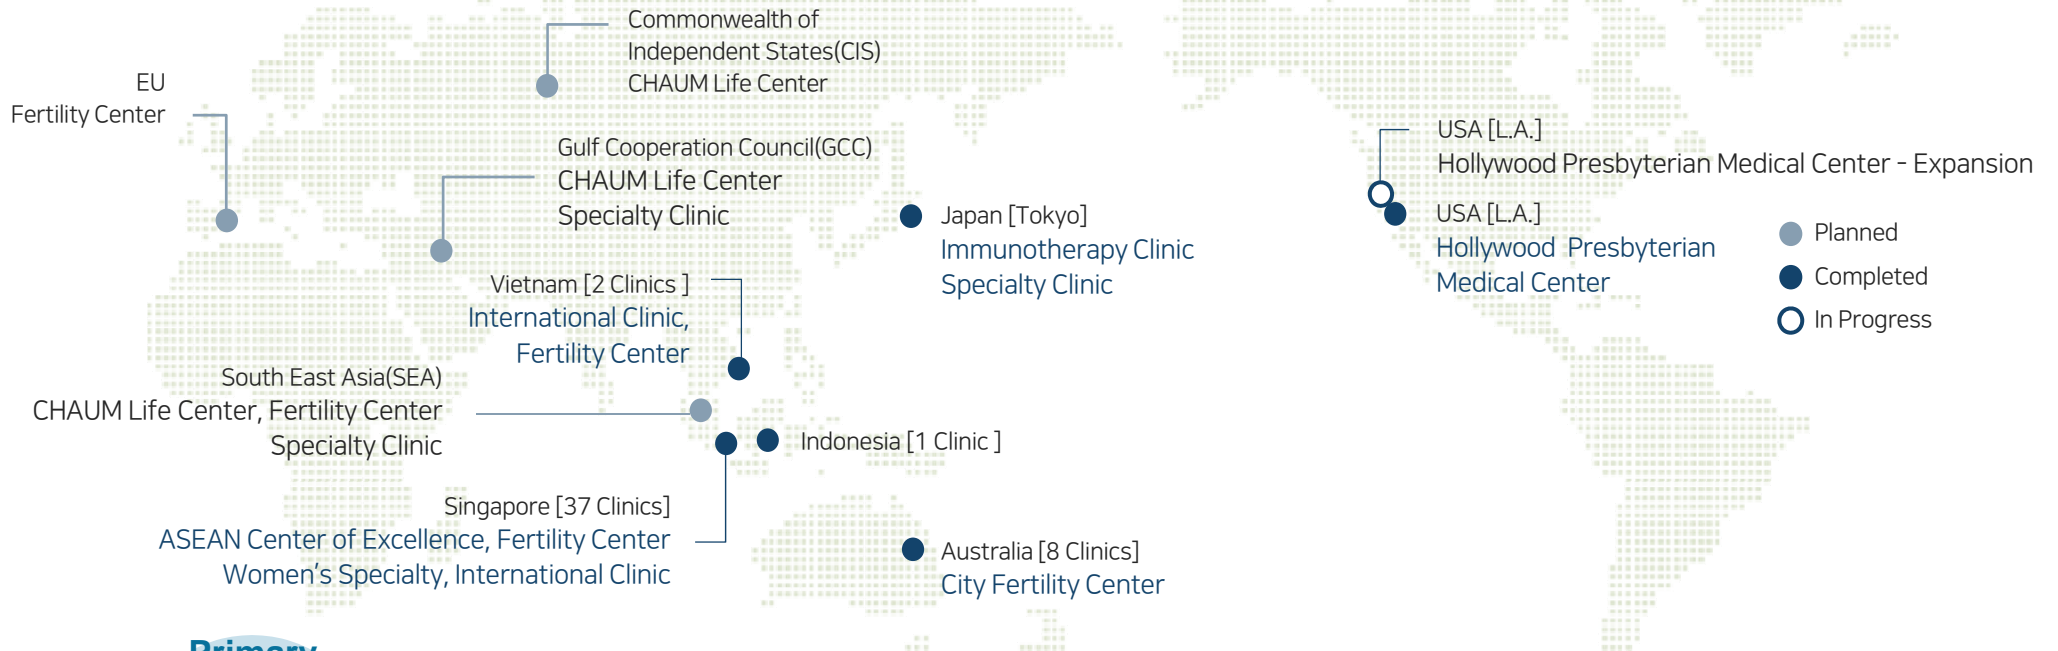 Commonwealth of
Independent States(CIS)
CHAUM Life Center
EU
Fertility Center
Gulf Cooperation Council(GCC)
CHAUM Life Center
Specialty Clinic
USA [L.A.]
Hollywood Presbyterian Medical Center - Expansion
Japan [Tokyo]
Immunotherapy Clinic
Specialty Clinic
USA [L.A.]
Hollywood Presbyterian
Medical Center
Planned
Completed
In Progress
Vietnam [2 Clinics ]
International Clinic,
Fertility Center
South East Asia(SEA)
CHAUM Life Center, Fertility Center
Specialty Clinic
Indonesia [1 Clinic ]
Singapore [37 Clinics]
ASEAN Center of Excellence, Fertility Center
Women's Specialty, International Clinic
Australia [8 Clinics]
City Fertility Center
Primary